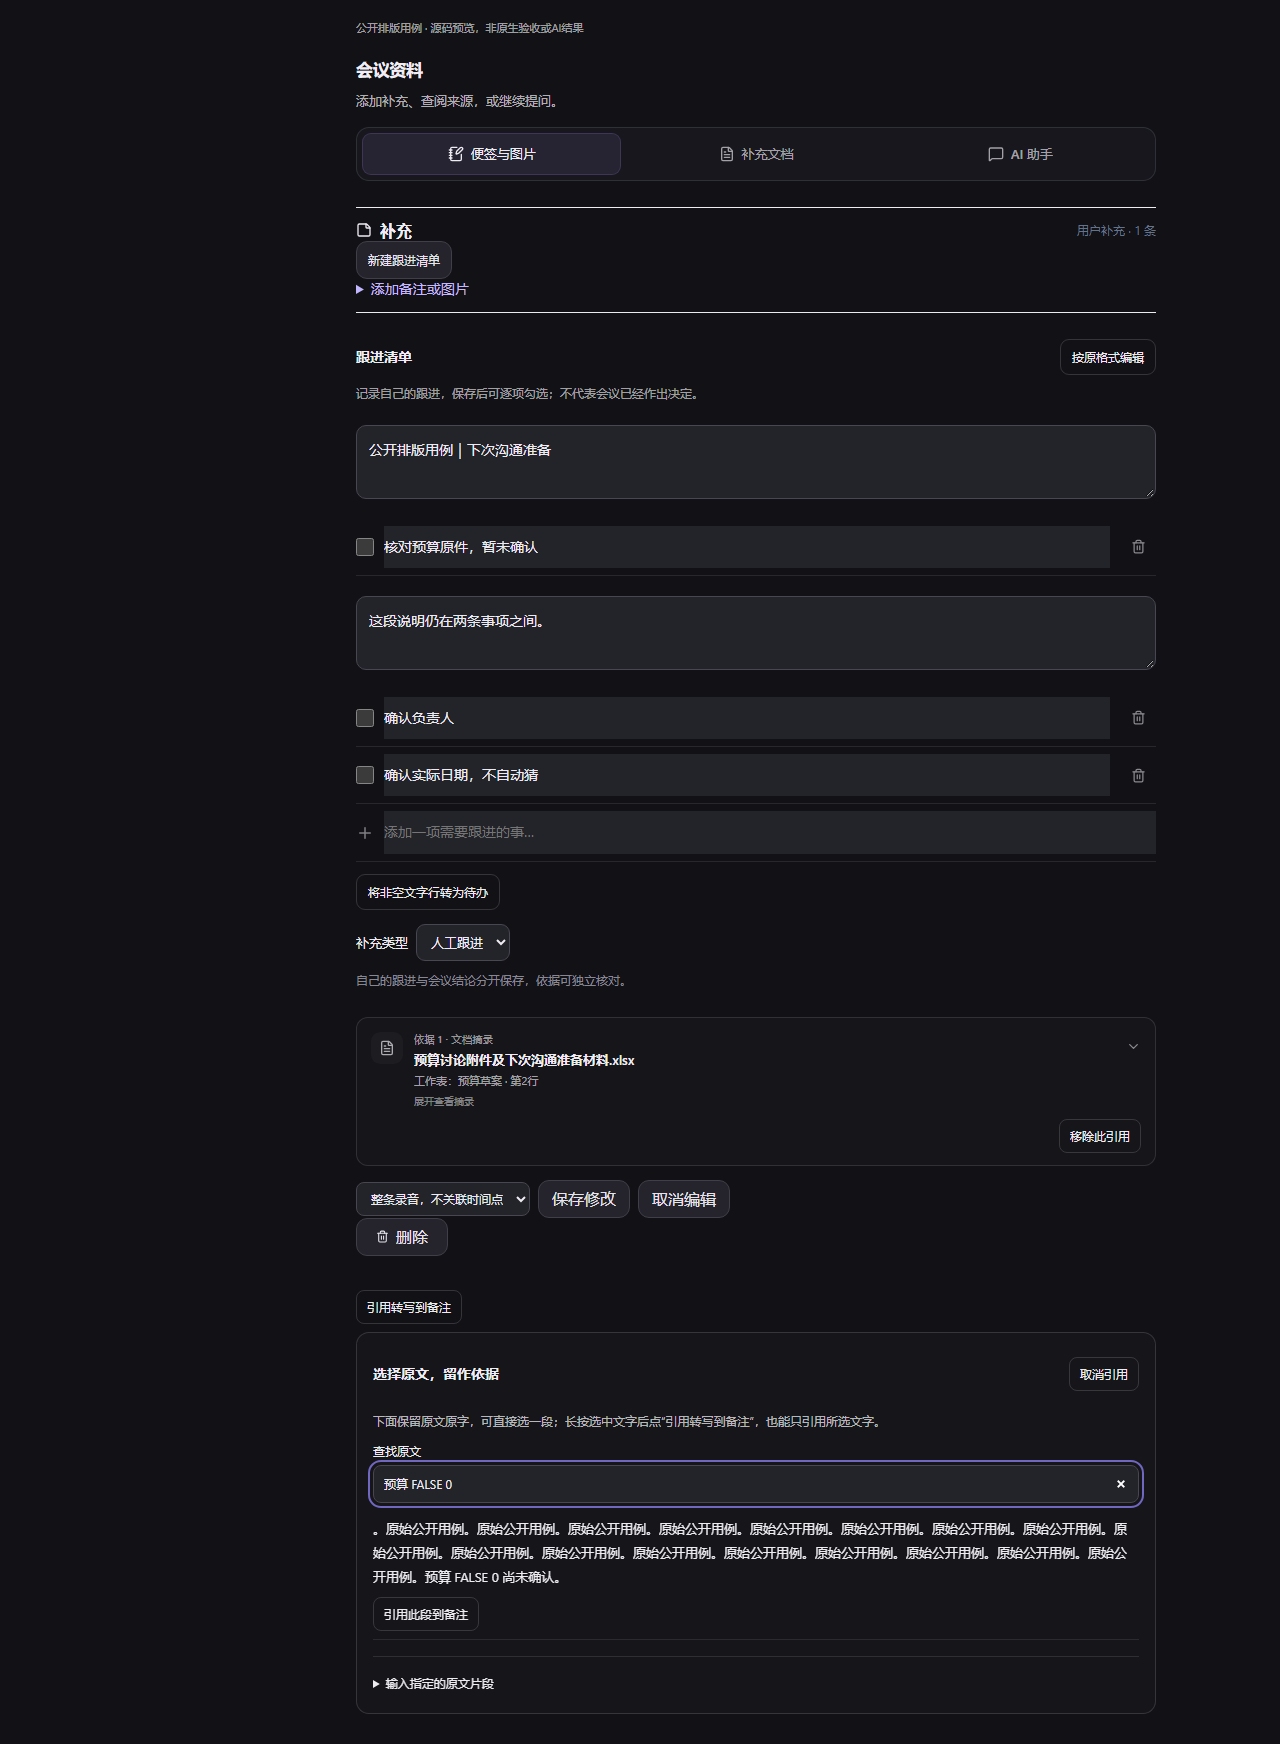 公开排版用例 · 源码预览，非原生验收或AI结果
会议资料
添加补充、查阅来源，或继续提问。
便签与图片
补充文档
AI 助手
补充
用户补充 · 1 条
新建跟进清单
添加备注或图片
跟进清单
按原格式编辑
记录自己的跟进，保存后可逐项勾选；不代表会议已经作出决定。
公开排版用例 | 下次沟通准备
核对预算原件，暂未确认
这段说明仍在两条事项之间。
确认负责人
确认实际日期，不自动猜
添加一项需要跟进的事...
将非空文字行转为待办
补充类型
人工跟进
自己的跟进与会议结论分开保存，依据可独立核对。
依据 1 · 文档摘录
预算讨论附件及下次沟通准备材料.xlsx
工作表：预算草案 · 第2行
展开查看摘录
移除此引用
整条录音，不关联时间点
保存修改
取消编辑
删除
引用转写到备注
选择原文，留作依据
取消引用
下面保留原文原字，可直接选一段；长按选中文字后点“引用转写到备注”，也能只引用所选文字。
查找原文
预算 FALSE 0
。原始公开用例。原始公开用例。原始公开用例。原始公开用例。原始公开用例。原始公开用例。原始公开用例。原始公开用例。原
始公开用例。原始公开用例。原始公开用例。原始公开用例。原始公开用例。原始公开用例。原始公开用例。原始公开用例。原始公
开用例。预算 FALSE 0 尚未确认。
引用此段到备注
输入指定的原文片段